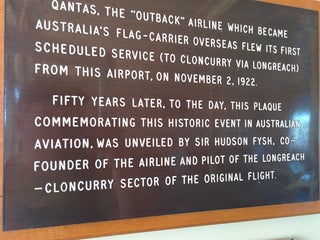 QANTAS, THE "OUTBACK" AIRLINE WHICH BECAME
AUSTRALIA'S FLAG-CARRIER OVERSEAS FLEW ITS FIRST
SCHEDULED SERVICE (TO CLONCURRY VIA LONGREACH)
FROM THIS AIRPORT, ON NOVEMBER 2, 1922.
FIFTY YEARS LATER, TO THE DAY, THIS PLAQUE
COMMEMORATING THIS HISTORIC EVENT IN AUSTRALIAN
AVIATION, WAS UNVEILED BY SIR HUDSON FYSH, CO-
FOUNDER OF THE AIRLINE AND PILOT OF THE LONGREACH
—CLONCURRY SECTOR OF THE ORIGINAL FLIGHT.